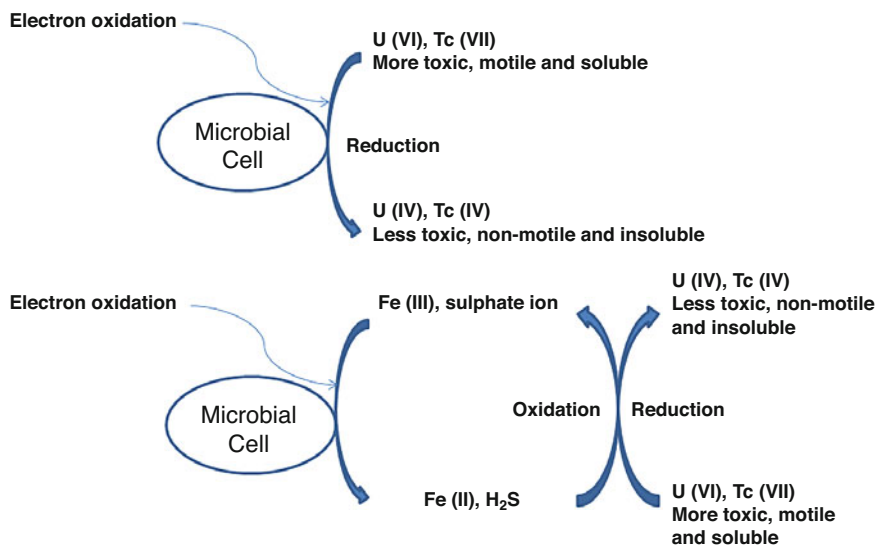 Electron oxidation
U (VI), Tc (VII)
More toxic, motile and soluble
Microbial
Cell
Reduction
U (IV), Tc (IV)
Less toxic, non-motile and insoluble
Electron oxidation
Fe (III), sulphate ion
U (IV), Tc (IV)
Less toxic, non-motile
and insoluble
Microbial
Cell
Oxidation
Reduction
Fe (II), H₂S
U (VI), Tc (VII)
More toxic, motile
and soluble